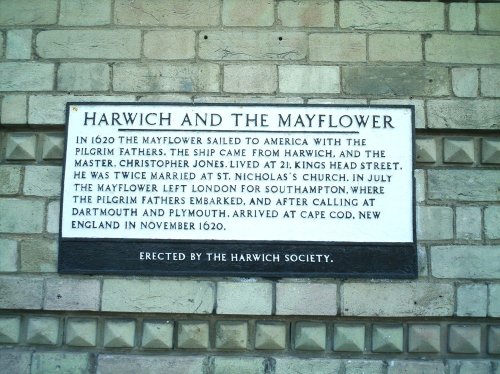 HARWICH AND THE MAYFLOWER
IN 1620 THE MAYFLOWER SAILED TO AMERICA WITH THE
PILGRIM FATHERS. THE SHIP CAME FROM HARWICH, AND THE
MASTER, CHRISTOPHER JONES, LIVED AT 21, KINGS HEAD STREET.
HE WAS TWICE MARRIED AT ST. NICHOLAS'S CHURCH. IN JULY
THE MAYFLOWER LEFT LONDON FOR SOUTHAMPTON, WHERE
THE PILGRIM FATHERS EMBARKED, AND AFTER CALLING AT
DARTMOUTH AND PLYMOUTH, ARRIVED AT CAPE COD, NEW
ENGLAND IN NOVEMBER 1620.
ERECTED BY THE HARWICH SOCIETY.